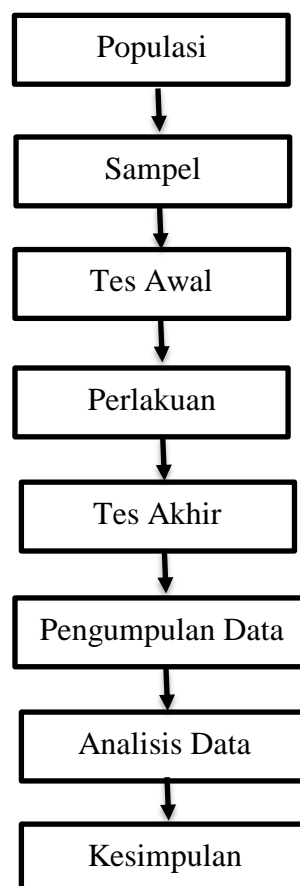 Populasi
Sampel
Tes Awal
Perlakuan
Tes Akhir
Pengumpulan Data
Analisis Data
Kesimpulan